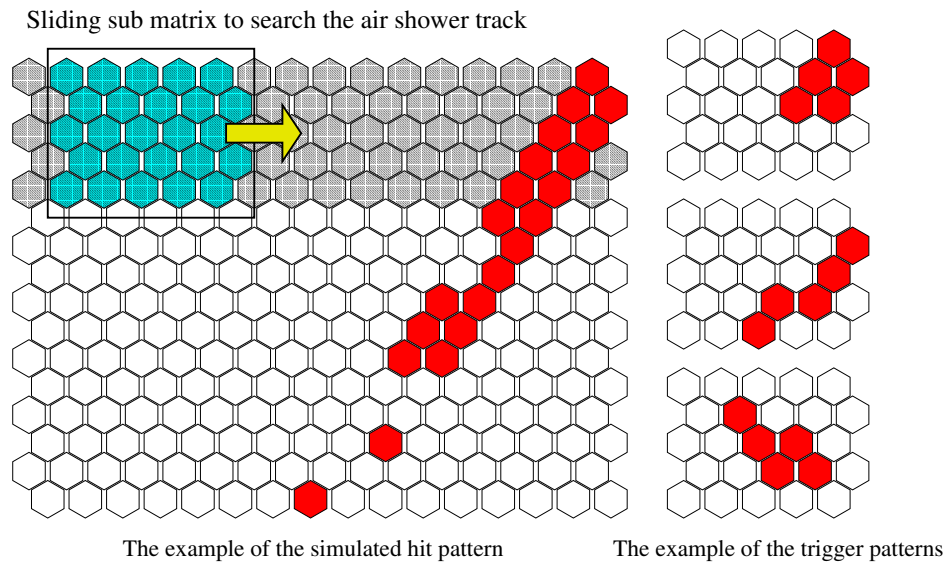 Sliding sub matrix to search the air shower track
The example of the simulated hit pattern
The example of the trigger patterns